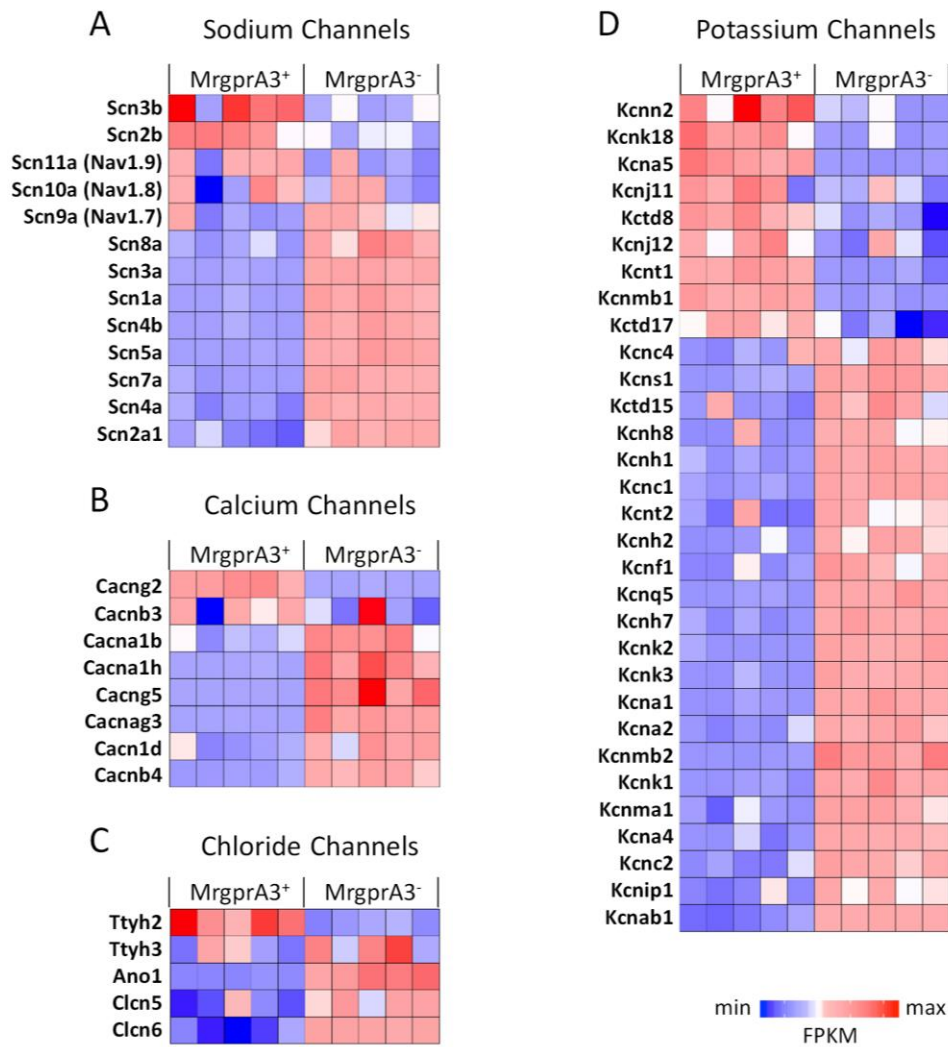 A Sodium Channels
MrgprA3⁺ MrgprA3⁻
Scn3b
Scn2b
Scn11a (Nav1.9)
Scn10a (Nav1.8)
Scn9a (Nav1.7)
Scn8a
Scn3a
Scn1a
Scn4b
Scn5a
Scn7a
Scn4a
Scn2a1
B Calcium Channels
MrgprA3⁺ MrgprA3⁻
Cacng2
Cacnb3
Cacna1b
Cacna1h
Cacng5
Cacnag3
Cacn1d
Cacnb4
C Chloride Channels
MrgprA3⁺ MrgprA3⁻
Ttyh2
Ttyh3
Ano1
Clcn5
Clcn6
D Potassium Channels
MrgprA3⁺ MrgprA3⁻
Kcnn2
Kcnk18
Kcna5
Kcnj11
Kctd8
Kcnj12
Kcnt1
Kcnmb1
Kctd17
Kcnc4
Kcns1
Kctd15
Kcnh8
Kcnh1
Kcnc1
Kcnt2
Kcnh2
Kcnf1
Kcnq5
Kcnh7
Kcnk2
Kcnk3
Kcna1
Kcna2
Kcnmb2
Kcnk1
Kcnma1
Kcna4
Kcnc2
Kcnip1
Kcnab1
min max
FPKM